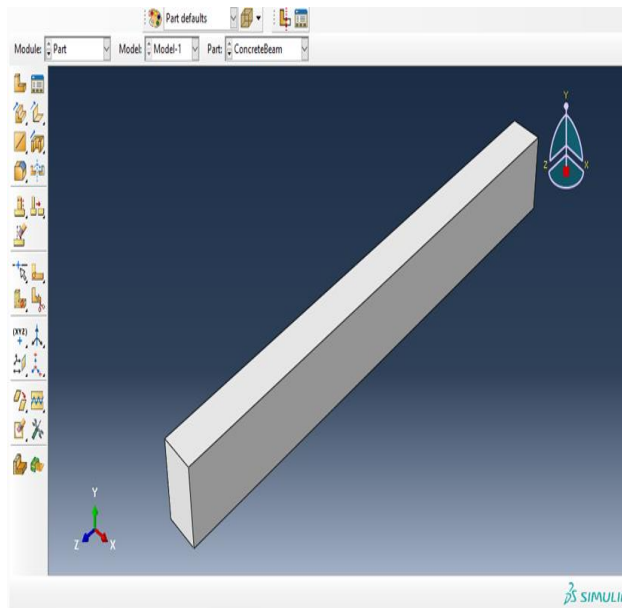 Part defaults
Module: Part Model: Model-1 Part: ConcreteBeam
(XYZ)
Y
Z X
Y
Z X
SIMULI